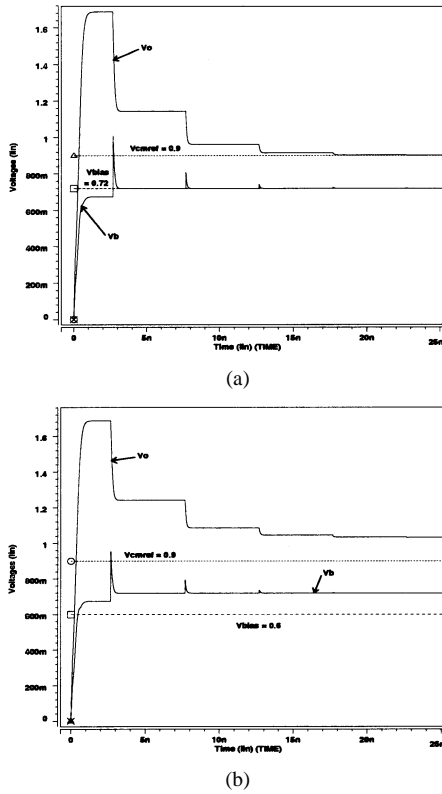 1.6
Vo
1.4
1.2
Voltages (lin)
1
Vcmref = 0.9
Vbias
= 0.72
800m
600m
Vb
400m
200m
0
0
5n
10n
15n
20n
25n
Time (lin) (TIME)
(a)
1.6
Vo
1.4
1.2
Voltages (lin)
1
Vcmref = 0.9
Vb
800m
600m
Vbias = 0.6
400m
200m
0
0
5n
10n
15n
20n
Time (lin) (TIME)
(b)